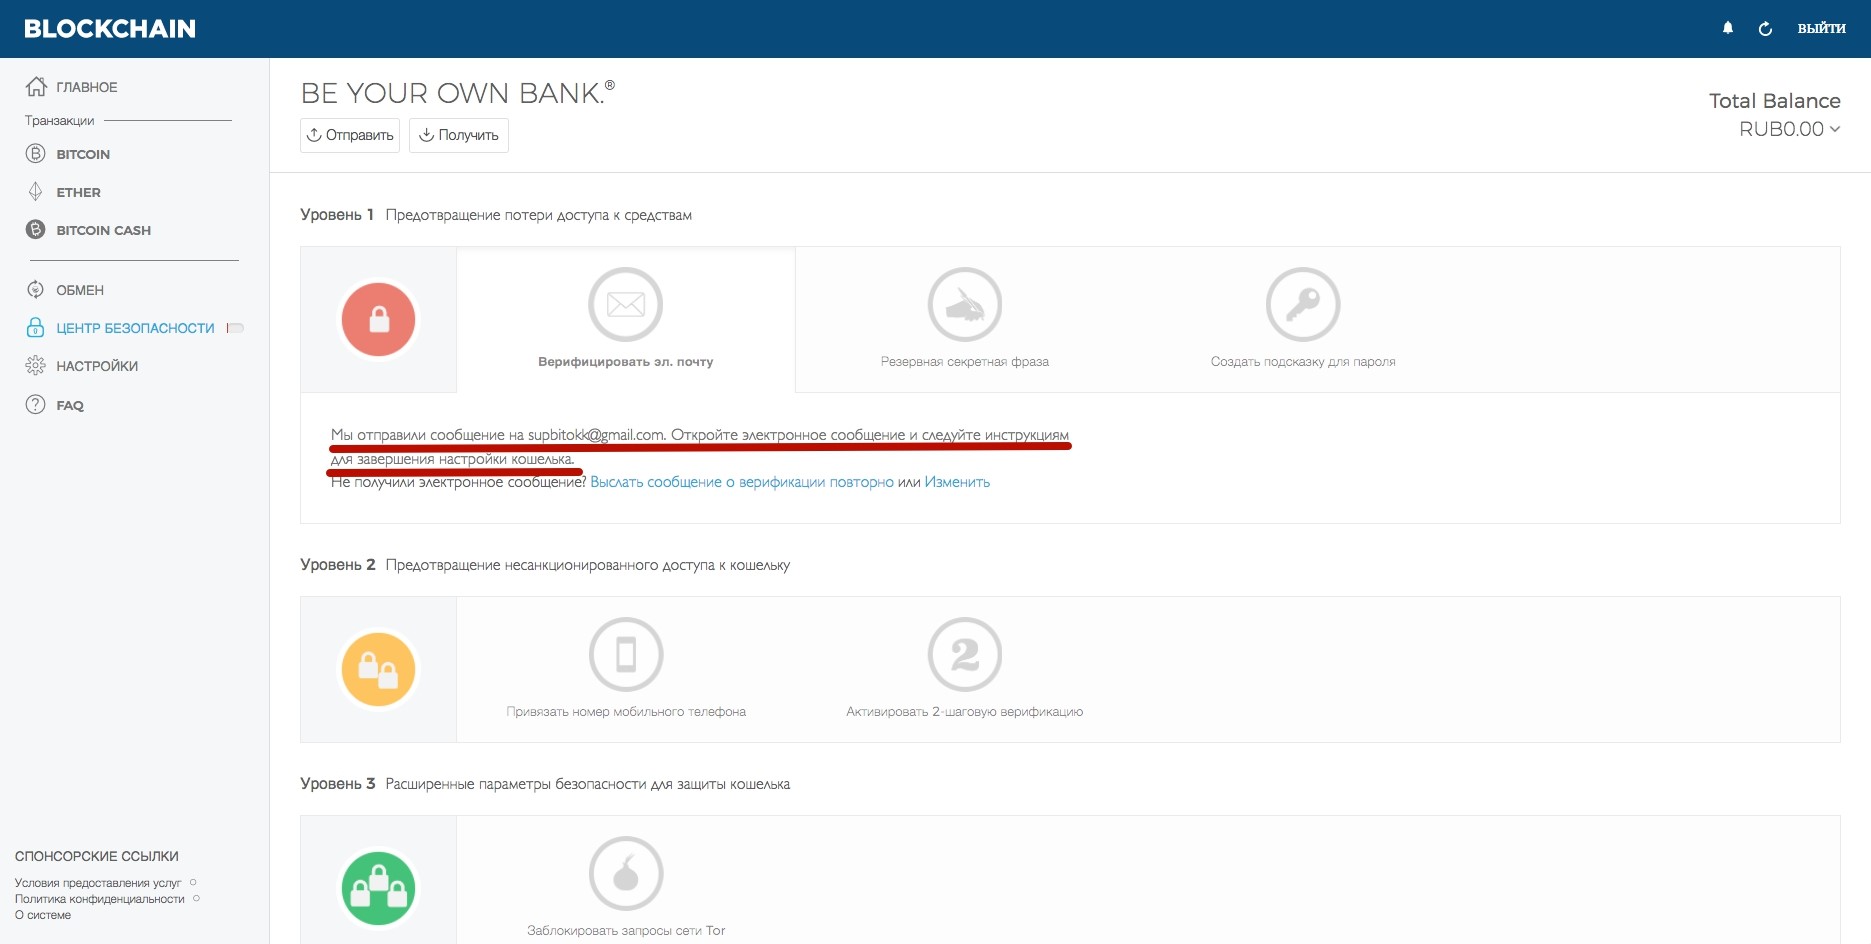 BLOCKCHAIN
ВЫЙТИ
ГЛАВНОЕ
Транзакции
BITCOIN
ETHER
BITCOIN CASH
ОБМЕН
ЦЕНТР БЕЗОПАСНОСТИ
НАСТРОЙКИ
FAQ
СПОНСОРСКИЕ ССЫЛКИ
Условия предоставления услуг
Политика конфиденциальности
О системе
BE YOUR OWN BANK.®
Отправить Получить
Total Balance
RUB0.00
Уровень 1 Предотвращение потери доступа к средствам
Верифицировать эл. почту
Резервная секретная фраза
Создать подсказку для пароля
Мы отправили сообщение на supbitokk@gmail.com. Откройте электронное сообщение и следуйте инструкциям
для завершения настройки кошелька.
Не получили электронное сообщение? Выслать сообщение о верификации повторно или Изменить
Уровень 2 Предотвращение несанкционированного доступа к кошельку
2
Привязать номер мобильного телефона
Активировать 2-шаговую верификацию
Уровень 3 Расширенные параметры безопасности для защиты кошелька
Заблокировать запросы сети Tor